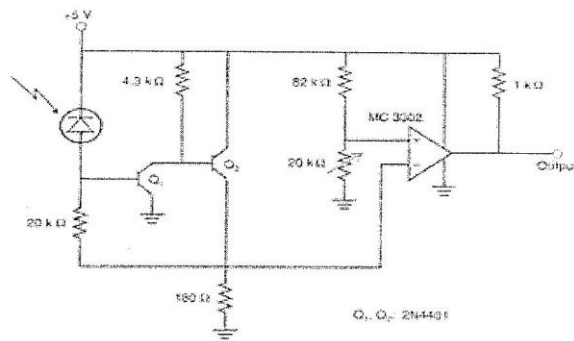 +5 V
4.3 kΩ
82 kΩ
1 kΩ
MC 3302
Q₁
Q₂
20 kΩ
Output
20 kΩ
180 Ω
Q₁, Q₂: 2N4401